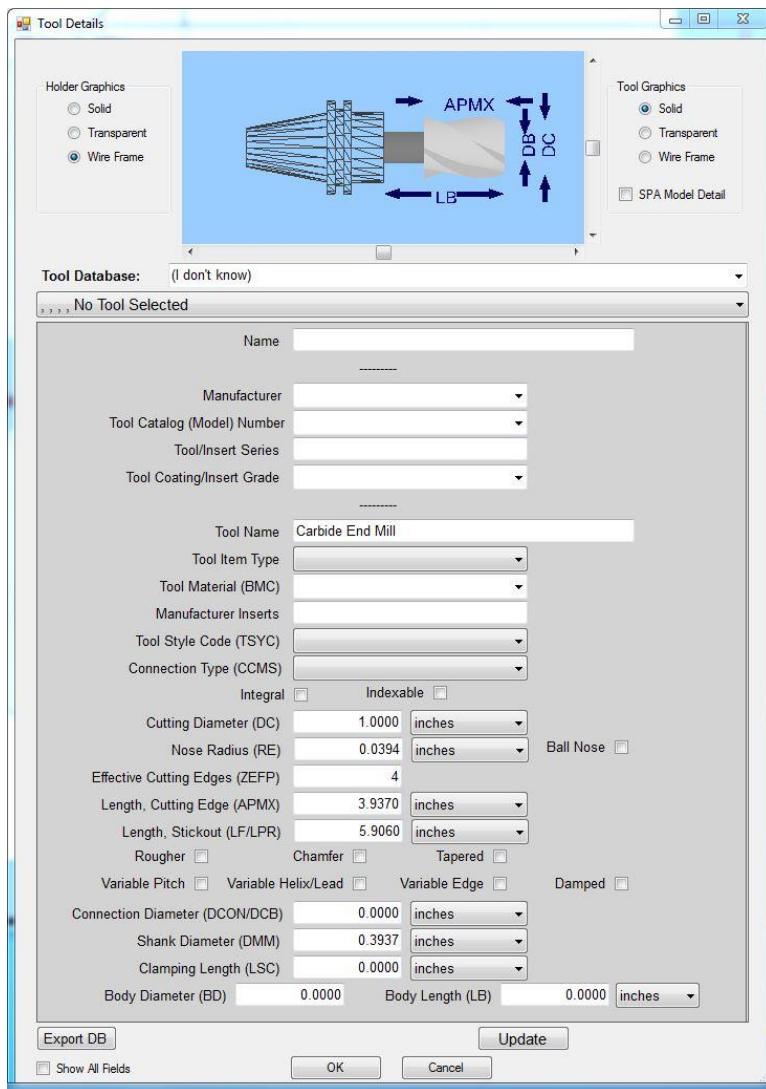 Tool Details
Holder Graphics
Solid
Transparent
Wire Frame
APMX
DB
DC
LB
Tool Graphics
Solid
Transparent
Wire Frame
SPA Model Detail
Tool Database: (I don't know)
, , , , No Tool Selected
Name
---------
Manufacturer
Tool Catalog (Model) Number
Tool/Insert Series
Tool Coating/Insert Grade
---------
Tool Name Carbide End Mill
Tool Item Type
Tool Material (BMC)
Manufacturer Inserts
Tool Style Code (TSYC)
Connection Type (CCMS)
Integral Indexable
Cutting Diameter (DC) 1.0000 inches
Nose Radius (RE) 0.0394 inches Ball Nose
Effective Cutting Edges (ZEFP) 4
Length, Cutting Edge (APMX) 3.9370 inches
Length, Stickout (LF/LPR) 5.9060 inches
Rougher Chamfer Tapered
Variable Pitch Variable Helix/Lead Variable Edge Damped
Connection Diameter (DCON/DCB) 0.0000 inches
Shank Diameter (DMM) 0.3937 inches
Clamping Length (LSC) 0.0000 inches
Body Diameter (BD) 0.0000 Body Length (LB) 0.0000 inches
Export DB Update
Show All Fields OK Cancel